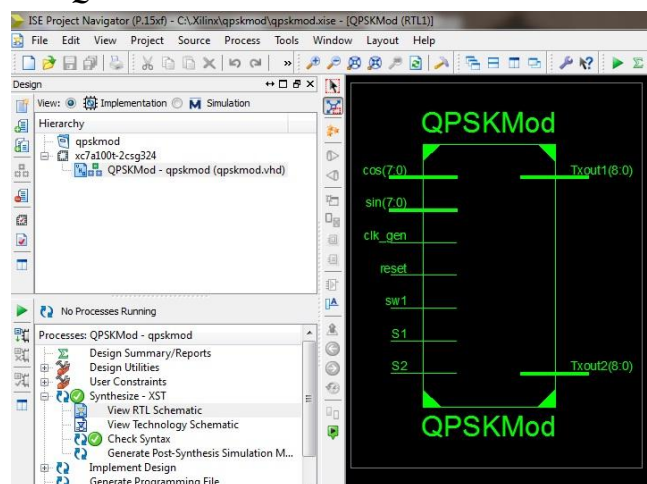 ISE Project Navigator (P.15xf) - C:\.Xilinx\qpskmod\qpskmod.xise - [QPSKMod (RTL1)]
File Edit View Project Source Process Tools Window Layout Help
Design
View: Implementation Simulation
Hierarchy
qpskmod
xc7a100t-2csg324
QPSKMod - qpskmod (qpskmod.vhd)
No Processes Running
Processes: QPSKMod - qpskmod
Design Summary/Reports
Design Utilities
User Constraints
Synthesize - XST
View RTL Schematic
View Technology Schematic
Check Syntax
Generate Post-Synthesis Simulation M...
Implement Design
Generate Programming File
QPSKMod
cos(7:0)
Txout1(8:0)
sin(7:0)
clk_gen
reset
sw1
S1
S2
Txout2(8:0)
QPSKMod